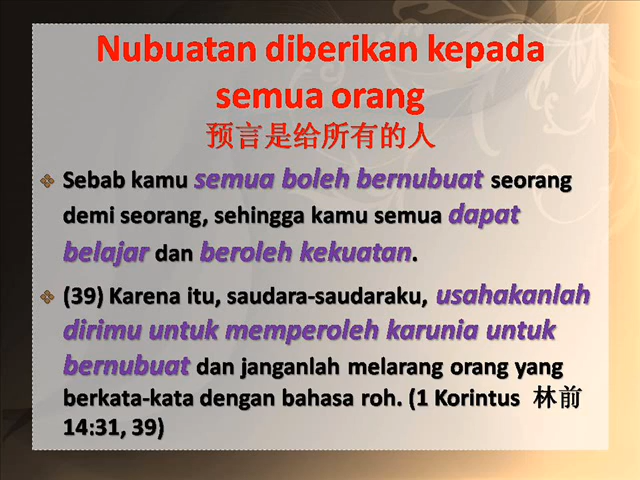 Nubuatan diberikan kepada
semua orang
预言是给所有的人
Sebab kamu semua boleh bernubuat seorang
demi seorang, sehingga kamu semua dapat
belajar dan beroleh kekuatan.
(39) Karena itu, saudara-saudaraku, usahakanlah
dirimu untuk memperoleh karunia untuk
bernubuat dan janganlah melarang orang yang
berkata-kata dengan bahasa roh. (1 Korintus 林前
14:31, 39)